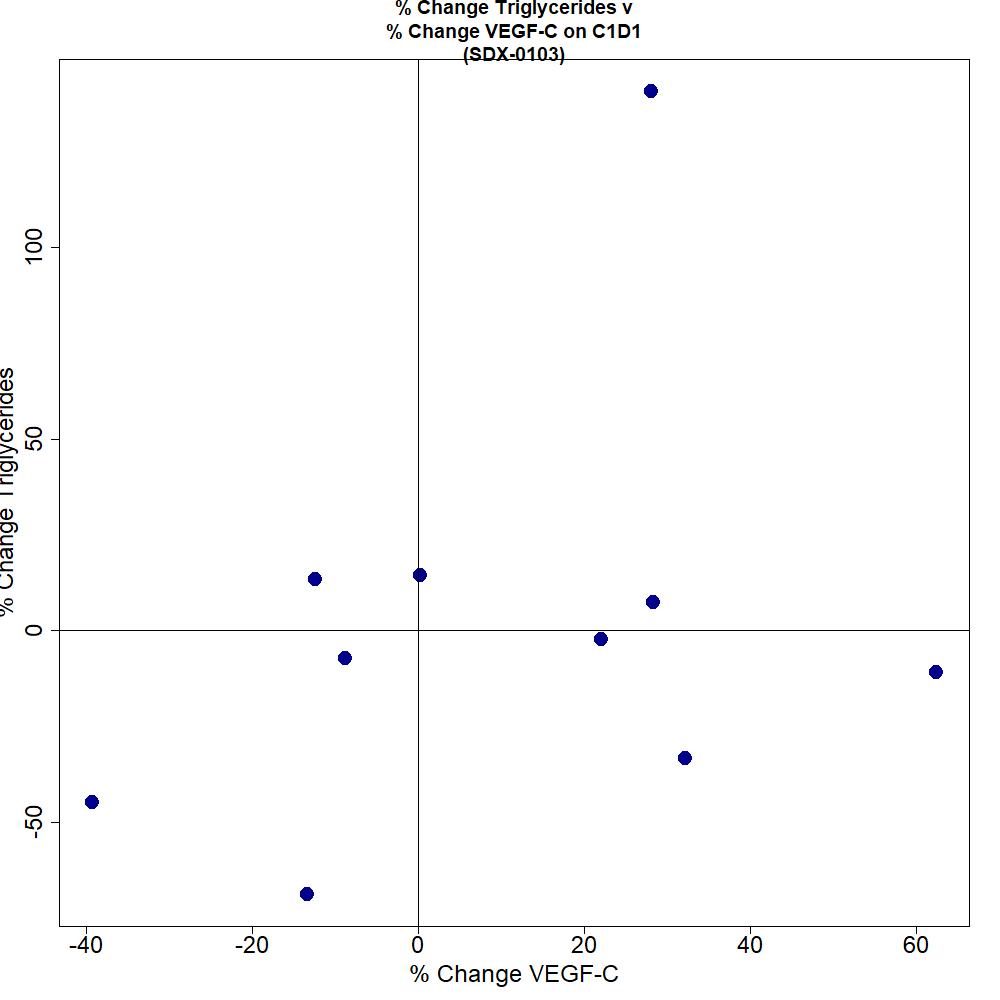 % Change Triglycerides v
% Change VEGF-C on C1D1
(SDX-0103)
% Change Triglycerides
100
50
0
-50
-40
-20
0
20
40
60
% Change VEGF-C